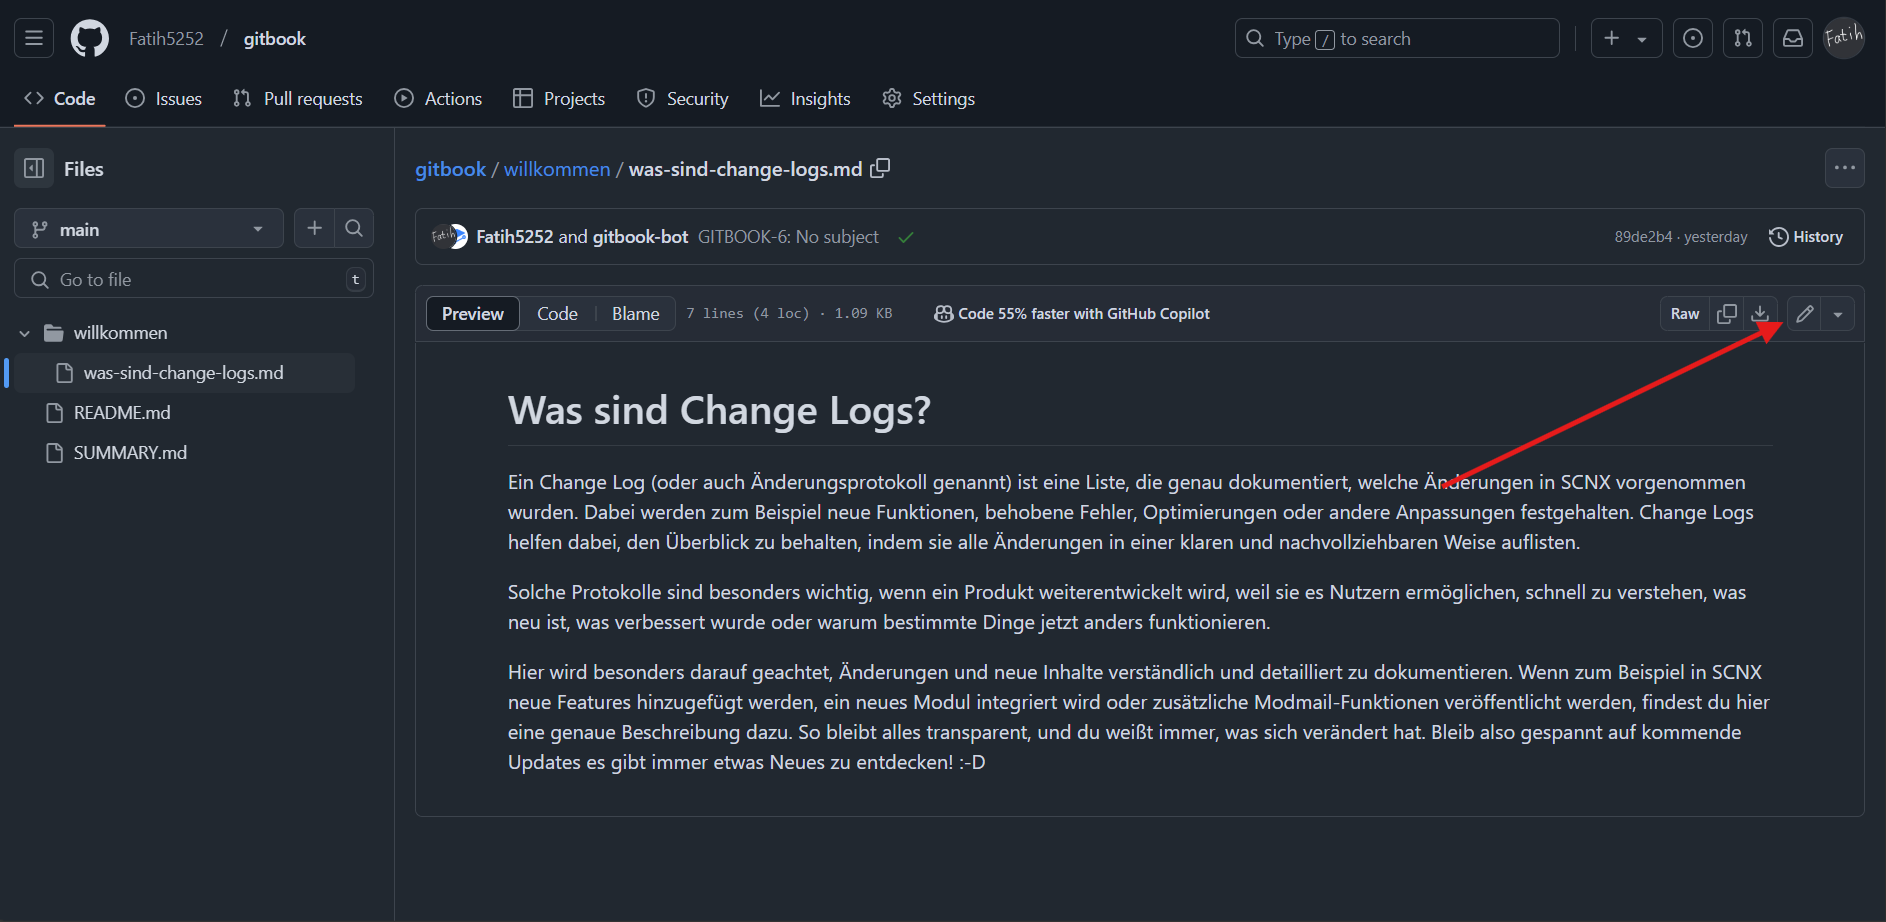 Fatih5252 / gitbook
Type / to search
Fatih
Code Issues Pull requests Actions Projects Security Insights Settings
Files
main
Go to file t
willkommen
was-sind-change-logs.md
README.md
SUMMARY.md
gitbook / willkommen / was-sind-change-logs.md
Fatih Fatih5252 and gitbook-bot GITBOOK-6: No subject 89de2b4 · yesterday History
Preview Code Blame 7 lines (4 loc) · 1.09 KB Code 55% faster with GitHub Copilot Raw
Was sind Change Logs?
Ein Change Log (oder auch Änderungsprotokoll genannt) ist eine Liste, die genau dokumentiert, welche Änderungen in SCNX vorgenommen
wurden. Dabei werden zum Beispiel neue Funktionen, behobene Fehler, Optimierungen oder andere Anpassungen festgehalten. Change Logs
helfen dabei, den Überblick zu behalten, indem sie alle Änderungen in einer klaren und nachvollziehbaren Weise auflisten.
Solche Protokolle sind besonders wichtig, wenn ein Produkt weiterentwickelt wird, weil sie es Nutzern ermöglichen, schnell zu verstehen, was
neu ist, was verbessert wurde oder warum bestimmte Dinge jetzt anders funktionieren.
Hier wird besonders darauf geachtet, Änderungen und neue Inhalte verständlich und detailliert zu dokumentieren. Wenn zum Beispiel in SCNX
neue Features hinzugefügt werden, ein neues Modul integriert wird oder zusätzliche Modmail-Funktionen veröffentlicht werden, findest du hier
eine genaue Beschreibung dazu. So bleibt alles transparent, und du weißt immer, was sich verändert hat. Bleib also gespannt auf kommende
Updates es gibt immer etwas Neues zu entdecken! :-D